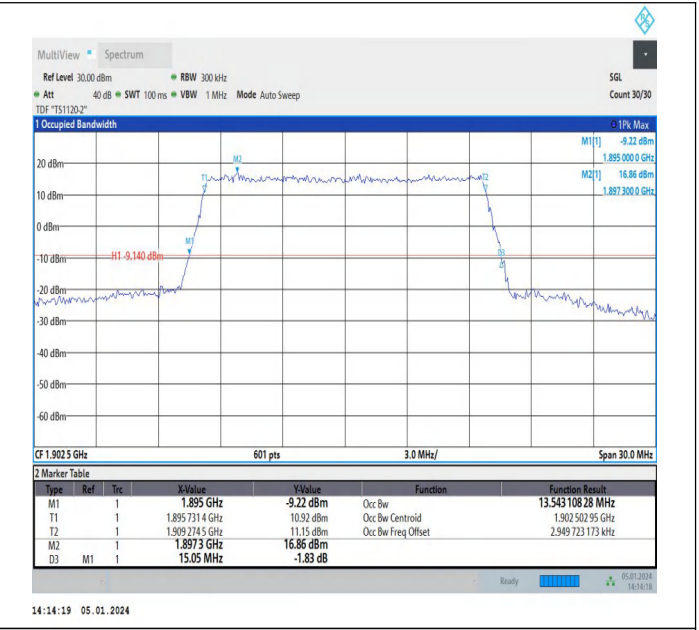 MultiView Spectrum
Ref Level 30.00 dBm RBW 300 kHz SGL
Att 40 dB SWT 100 ms VBW 1 MHz Mode Auto Sweep Count 30/30
TDF "TS1120-2"
1 Occupied Bandwidth 1Pk Max
M1[1] -9.22 dBm
1.895 000 0 GHz
M2[1] 16.86 dBm
1.897 300 0 GHz
M2
T1
T2
20 dBm
10 dBm
0 dBm
M1
H1 -9.140 dBm
D3
-10 dBm
-20 dBm
-30 dBm
-40 dBm
-50 dBm
-60 dBm
CF 1.902 5 GHz 601 pts 3.0 MHz/ Span 30.0 MHz
2 Marker Table
Type Ref Trc X-Value Y-Value Function Function Result
M1 1 1.895 GHz -9.22 dBm Occ Bw 13.543 108 28 MHz
T1 1 1.895 731 4 GHz 10.92 dBm Occ Bw Centroid 1.902 502 95 GHz
T2 1 1.909 274 5 GHz 11.15 dBm Occ Bw Freq Offset 2.949 723 173 kHz
M2 1 1.897 3 GHz 16.86 dBm
D3 M1 1 15.05 MHz -1.83 dB
Ready 05.01.2024
14:14:18
14:14:19 05.01.2024